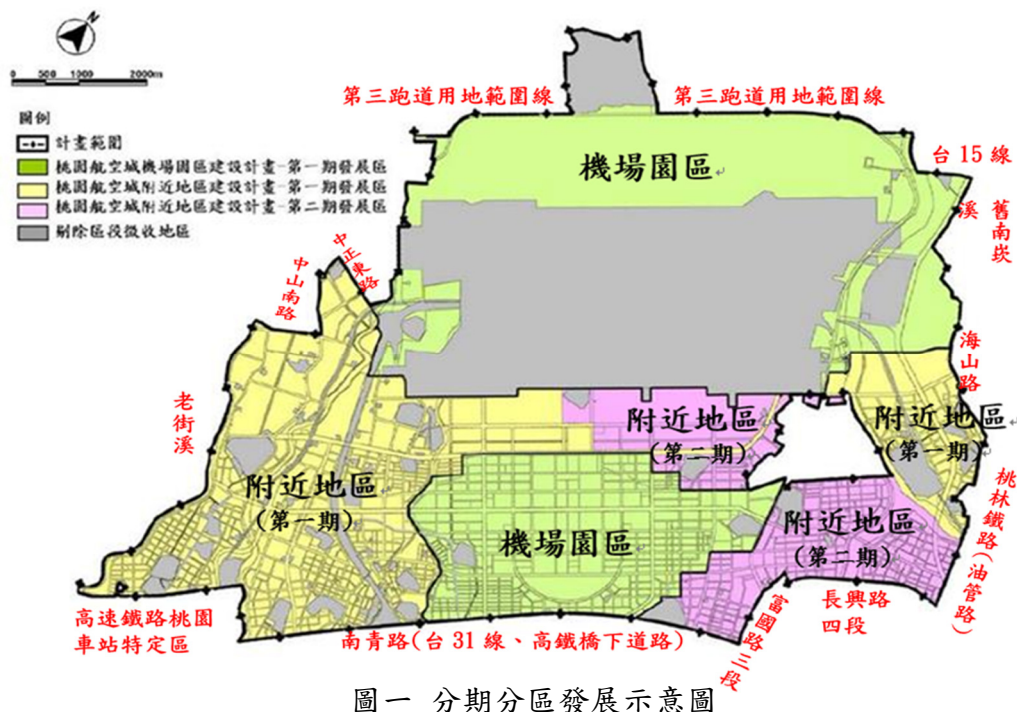 0 500 1000 2000m
圖例
計畫範圍
桃園航空城機場園區建設計畫-第一期發展區
桃園航空城附近地區建設計畫-第一期發展區
桃園航空城附近地區建設計畫-第二期發展區
剔除區段徵收地區
第三跑道用地範圍線
第三跑道用地範圍線
機場園區
台 15 線
舊南崁
溪
中正東路
中山南路
海山路
老街溪
附近地區
(第二期)
附近地區
(第一期)
附近地區
(第一期)
機場園區
附近地區
(第二期)
桃林鐵路(油管路)
高速鐵路桃園
車站特定區
南青路(台 31 線、高鐵橋下道路)
富國路三段
長興路
四段
圖一 分期分區發展示意圖